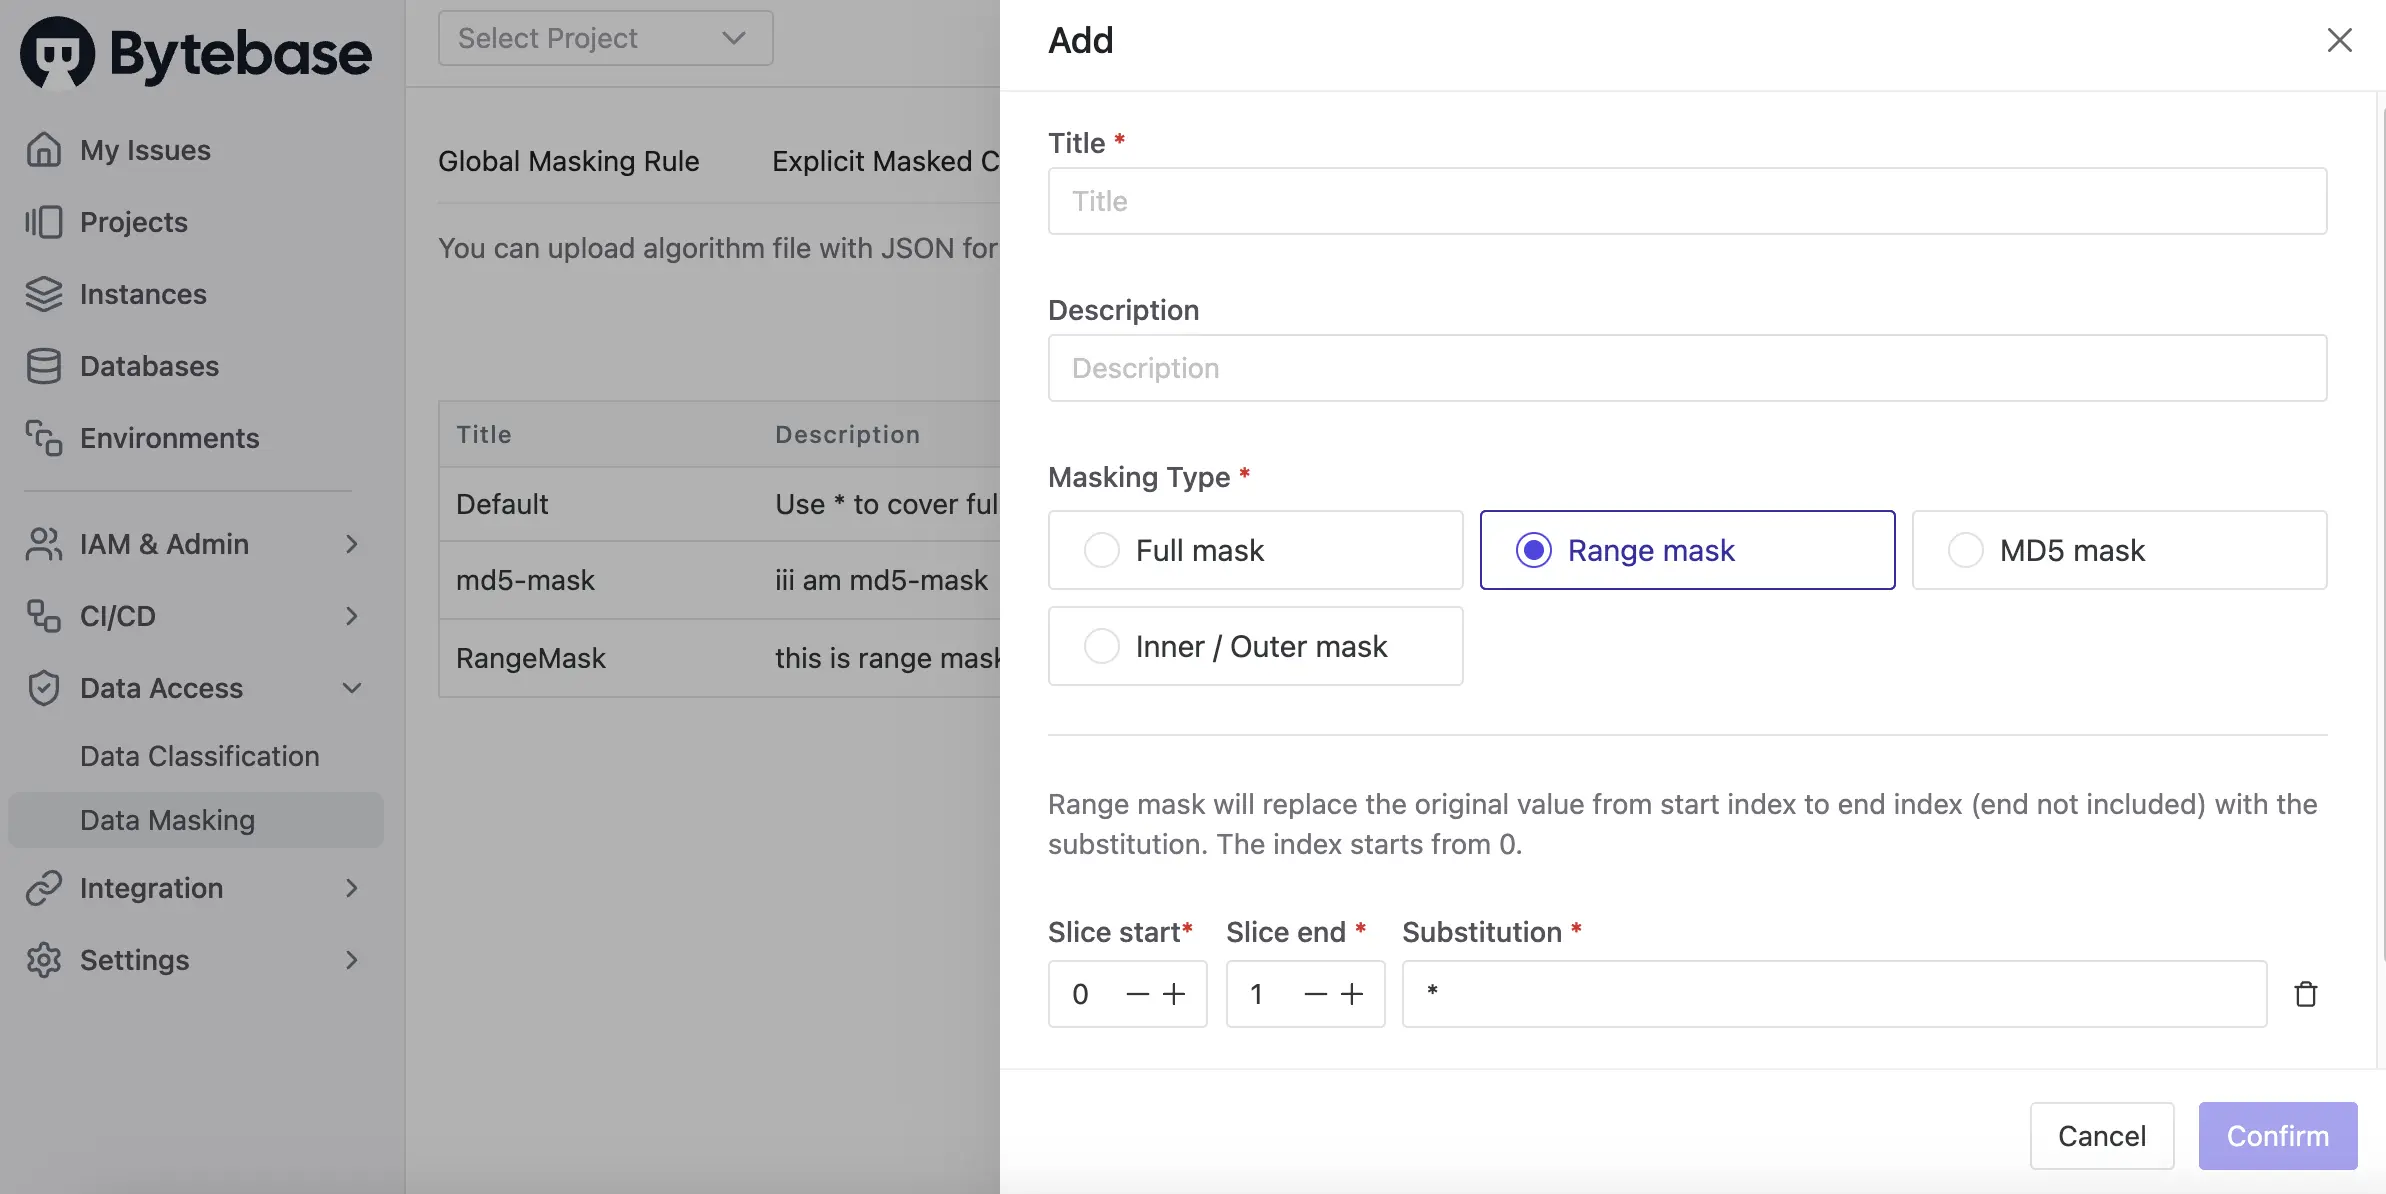 Bytebase
My Issues
Projects
Instances
Databases
Environments
IAM & Admin
CI/CD
Data Access
Data Classification
Data Masking
Integration
Settings
Select Project
Global Masking Rule
Explicit Masked C
You can upload algorithm file with JSON for
Title
Description
Default
Use * to cover ful
md5-mask
iii am md5-mask
RangeMask
this is range mask
Add
Title *
Title
Description
Description
Masking Type *
Full mask
Range mask
MD5 mask
Inner / Outer mask
Range mask will replace the original value from start index to end index (end not included) with the
substitution. The index starts from 0.
Slice start*
Slice end *
Substitution *
0
1
*
Cancel
Confirm